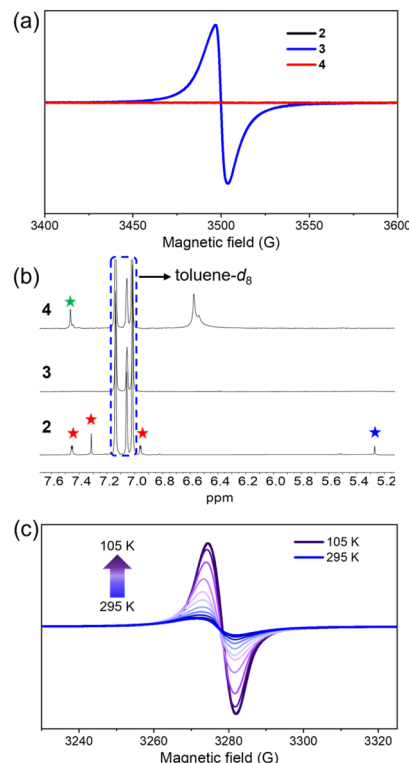 (a)
2
3
4
3400 3450 3500 3550 3600
Magnetic field (G)
(b)
toluene-d8
4
3
2
7.6 7.4 7.2 7.0 6.8 6.6 6.4 6.2 6.0 5.8 5.6 5.4 5.2
ppm
(c)
105 K
295 K
105 K
295 K
3240 3260 3280 3300 3320
Magnetic field (G)